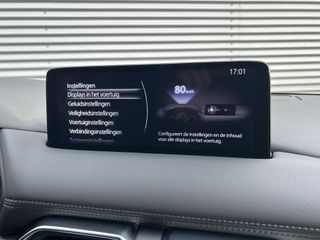 17:01
Instellingen
Displays in het voertuig
Geluidsinstellingen
Veiligheidsinstellingen
Voertuiginstellingen
Verbindingsinstellingen
Systeeminstellingen
80 km/h
Configureert de instellingen en de inhoud
voor alle displays in het voertuig.